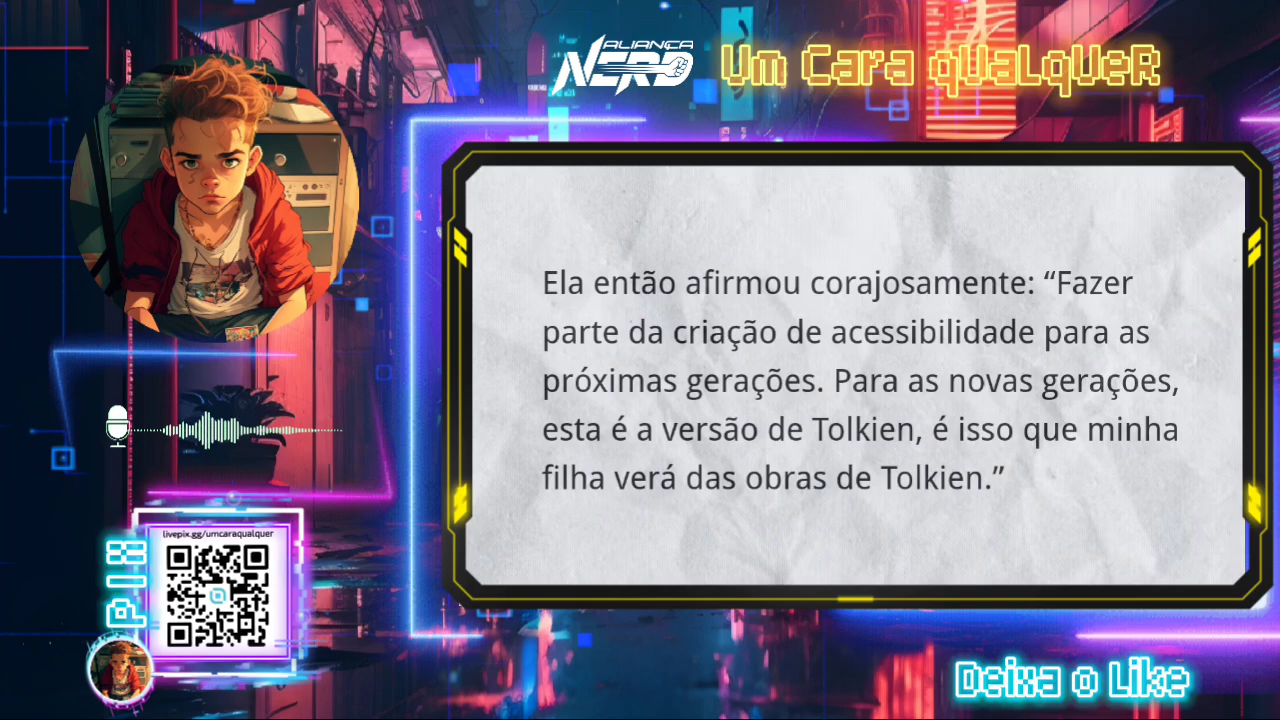 ALIANÇA
NERD
Um Cara qUaLqUeR
Ela então afirmou corajosamente: “Fazer
parte da criação de acessibilidade para as
próximas gerações. Para as novas gerações,
esta é a versão de Tolkien, é isso que minha
filha verá das obras de Tolkien.”
livepix.gg/umcaraqualquer
PIX
Deixa o Like